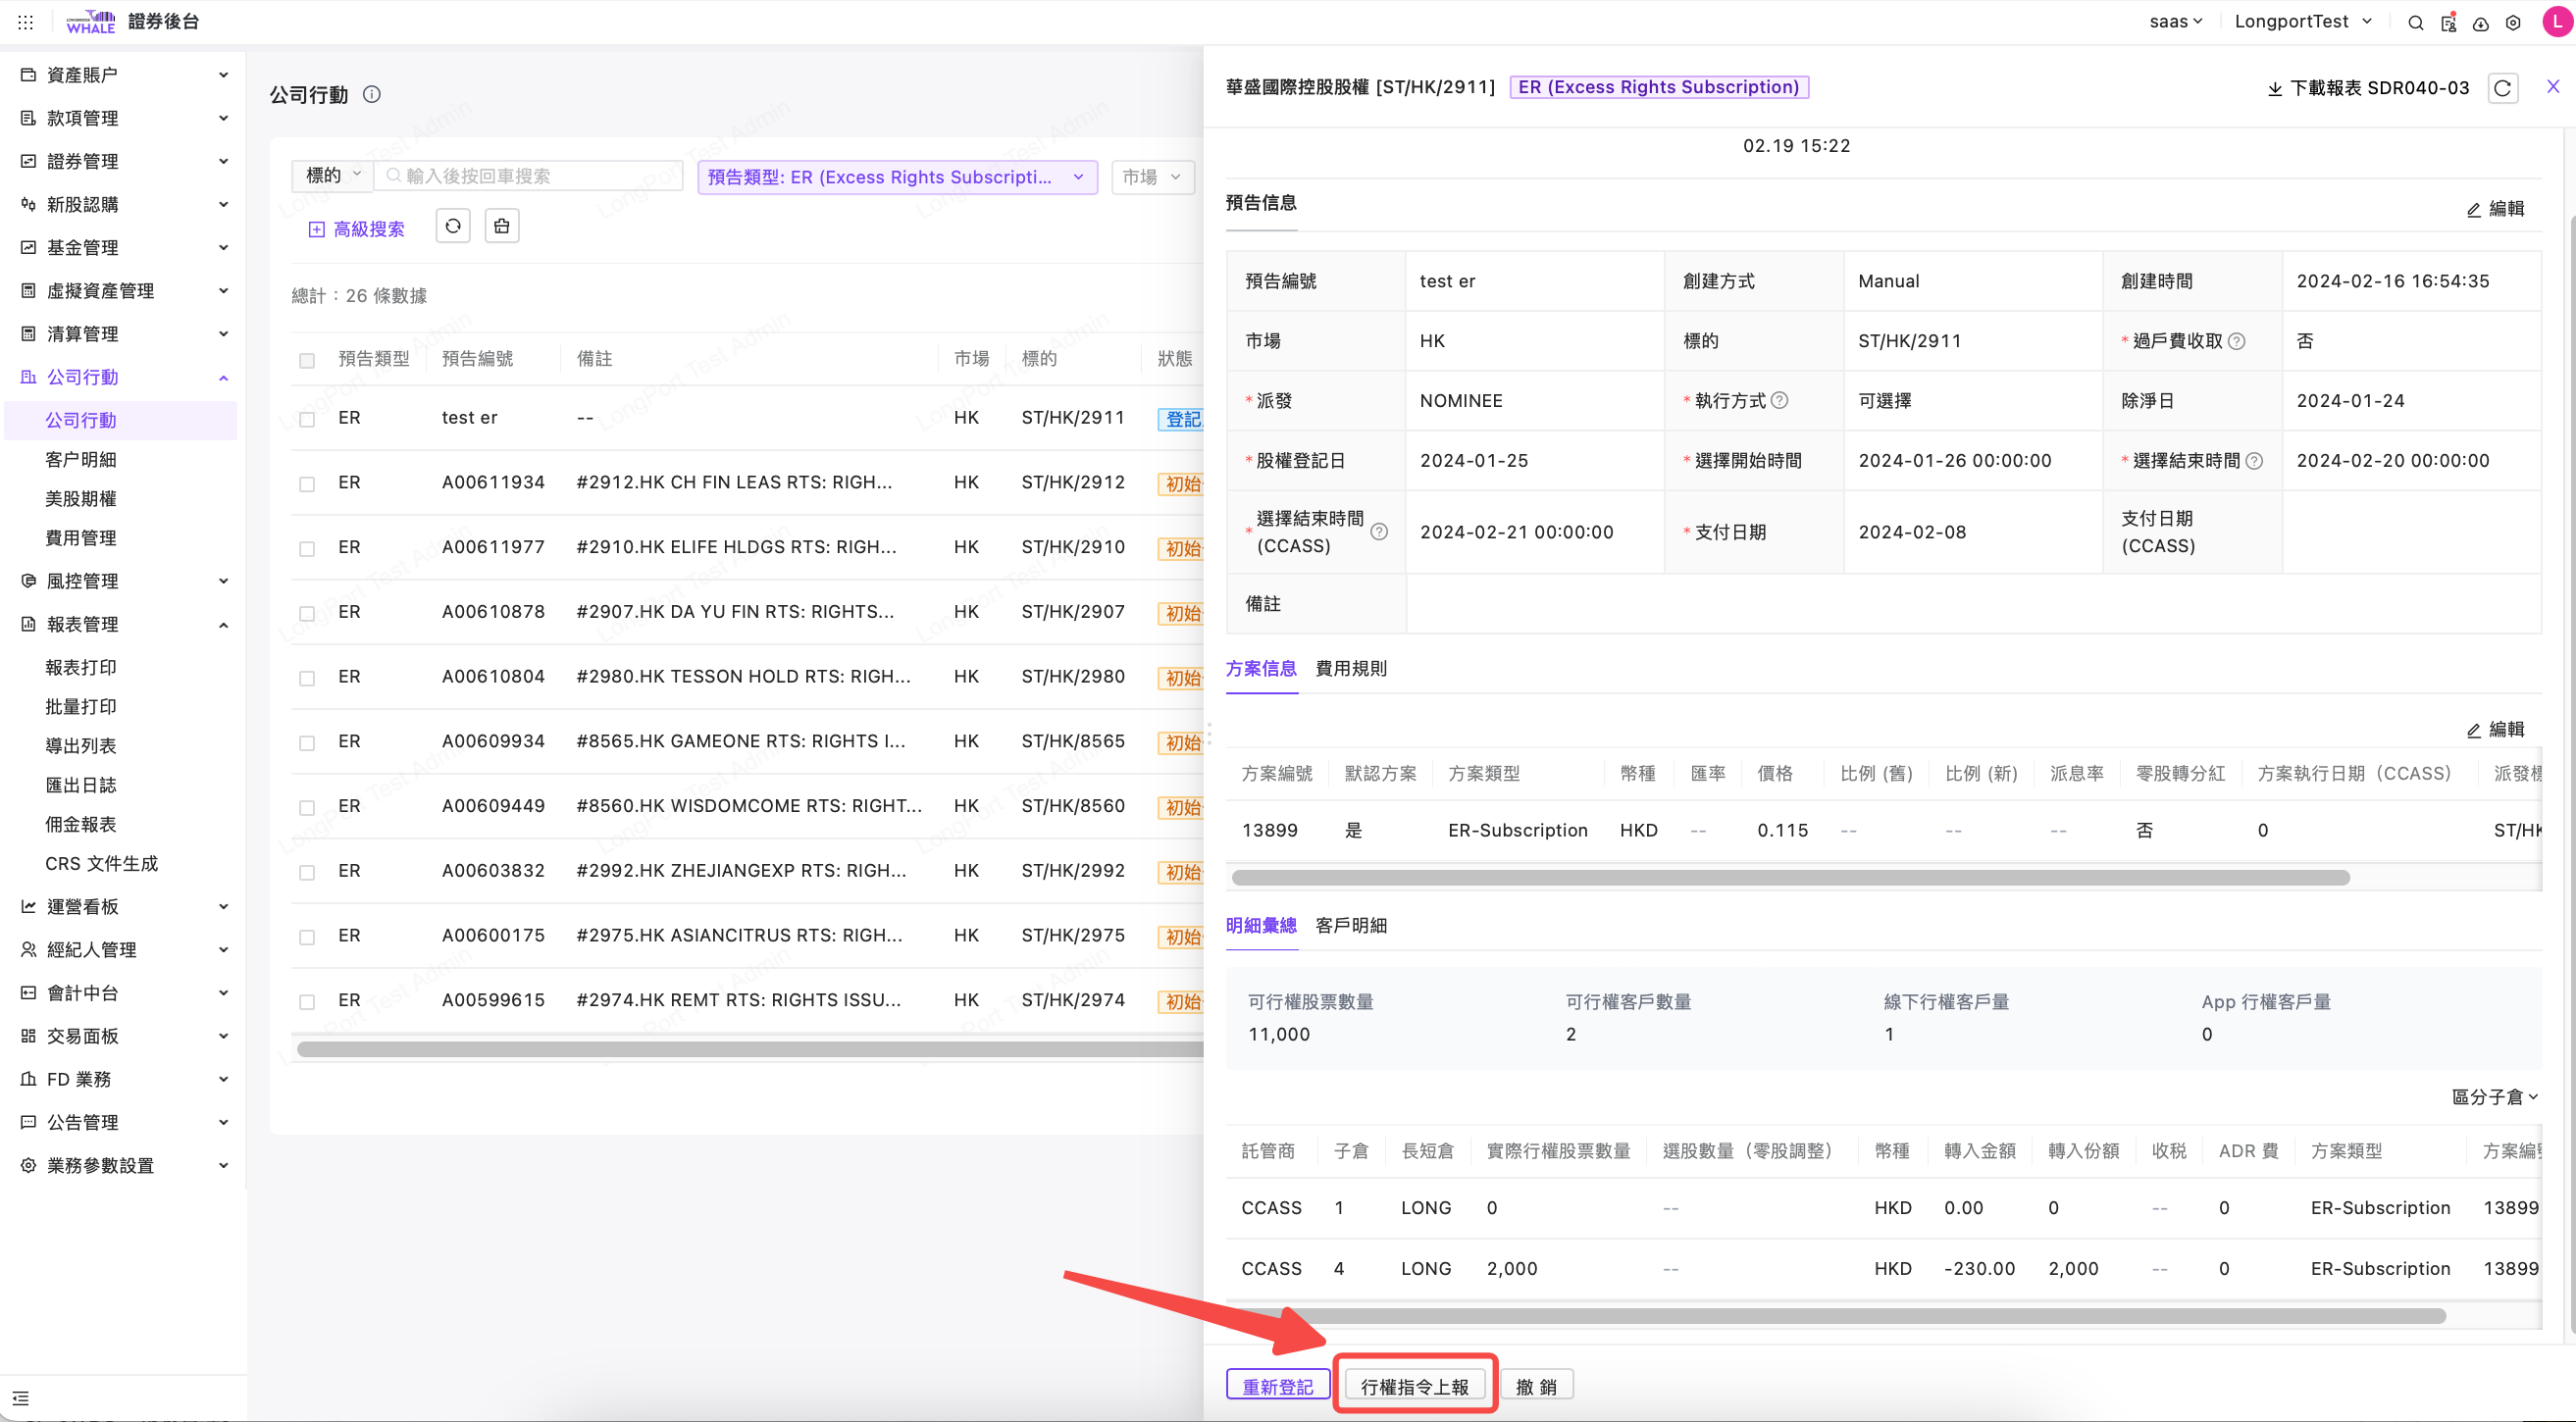 LONGBRIDGE WHALE 證券後台
saas
LongportTest
L
資產賬户
款項管理
證券管理
新股認購
基金管理
虛擬資產管理
清算管理
公司行動
公司行動
客户明細
美股期權
費用管理
風控管理
報表管理
報表打印
批量打印
導出列表
匯出日誌
佣金報表
CRS 文件生成
運營看板
經紀人管理
會計中台
交易面板
FD 業務
公告管理
業務參數設置
公司行動
標的 輸入後按回車搜索 預告類型: ER (Excess Rights Subscripti... 市場
高級搜索
總計：26 條數據
預告類型 預告編號 備註 市場 標的 狀態
ER test er -- HK ST/HK/2911 登記
ER A00611934 #2912.HK CH FIN LEAS RTS: RIGH... HK ST/HK/2912 初始
ER A00611977 #2910.HK ELIFE HLDGS RTS: RIGH... HK ST/HK/2910 初始
ER A00610878 #2907.HK DA YU FIN RTS: RIGHTS... HK ST/HK/2907 初始
ER A00610804 #2980.HK TESSON HOLD RTS: RIGH... HK ST/HK/2980 初始
ER A00609934 #8565.HK GAMEONE RTS: RIGHTS I... HK ST/HK/8565 初始
ER A00609449 #8560.HK WISDOMCOME RTS: RIGHT... HK ST/HK/8560 初始
ER A00603832 #2992.HK ZHEJIANGEXP RTS: RIGH... HK ST/HK/2992 初始
ER A00600175 #2975.HK ASIANCITRUS RTS: RIGH... HK ST/HK/2975 初始
ER A00599615 #2974.HK REMT RTS: RIGHTS ISSU... HK ST/HK/2974 初始
LongPort Test Admin
華盛國際控股股權 [ST/HK/2911] ER (Excess Rights Subscription) 下載報表 SDR040-03
02.19 15:22
預告信息 編輯
預告編號 test er 創建方式 Manual 創建時間 2024-02-16 16:54:35
市場 HK 標的 ST/HK/2911 *過戶費收取 否
*派發 NOMINEE *執行方式 可選擇 除淨日 2024-01-24
*股權登記日 2024-01-25 *選擇開始時間 2024-01-26 00:00:00 *選擇結束時間 2024-02-20 00:00:00
*選擇結束時間 (CCASS) 2024-02-21 00:00:00 *支付日期 2024-02-08 支付日期 (CCASS)
備註
方案信息 費用規則
編輯
方案編號 默認方案 方案類型 幣種 匯率 價格 比例 (舊) 比例 (新) 派息率 零股轉分紅 方案執行日期（CCASS） 派發標
13899 是 ER-Subscription HKD -- 0.115 -- -- -- 否 0 ST/HK
明細彙總 客戶明細
可行權股票數量 可行權客戶數量 線下行權客戶量 App 行權客戶量
11,000 2 1 0
區分子倉
託管商 子倉 長短倉 實際行權股票數量 選股數量（零股調整） 幣種 轉入金額 轉入份額 收税 ADR 費 方案類型 方案編號
CCASS 1 LONG 0 -- HKD 0.00 0 -- 0 ER-Subscription 13899
CCASS 4 LONG 2,000 -- HKD -230.00 2,000 -- 0 ER-Subscription 13899
重新登記 行權指令上報 撤 銷